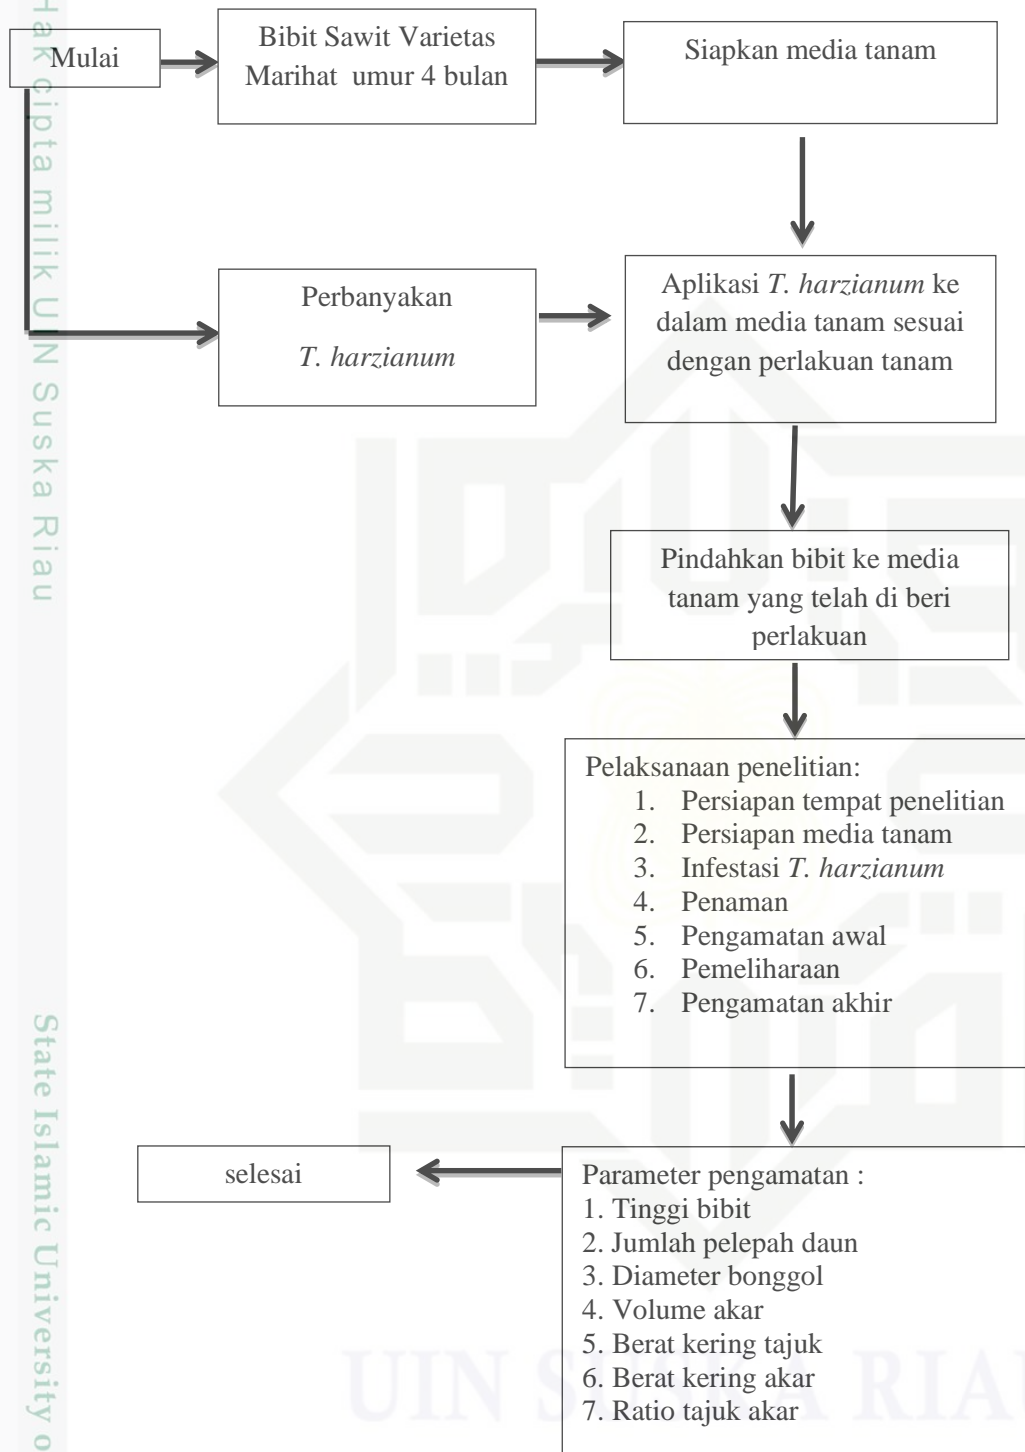 Mulai
Bibit Sawit Varietas
Marihat umur 4 bulan
Siapkan media tanam
Perbanyakan
T. harzianum
Aplikasi T. harzianum ke
dalam media tanam sesuai
dengan perlakuan tanam
Pindahkan bibit ke media
tanam yang telah di beri
perlakuan
Pelaksanaan penelitian:
1. Persiapan tempat penelitian
2. Persiapan media tanam
3. Infestasi T. harzianum
4. Penaman
5. Pengamatan awal
6. Pemeliharaan
7. Pengamatan akhir
selesai
Parameter pengamatan :
1. Tinggi bibit
2. Jumlah pelepah daun
3. Diameter bonggol
4. Volume akar
5. Berat kering tajuk
6. Berat kering akar
7. Ratio tajuk akar
Hak cipta milik UIN Suska Riau
State Islamic University o
UIN SUSKA RIAU